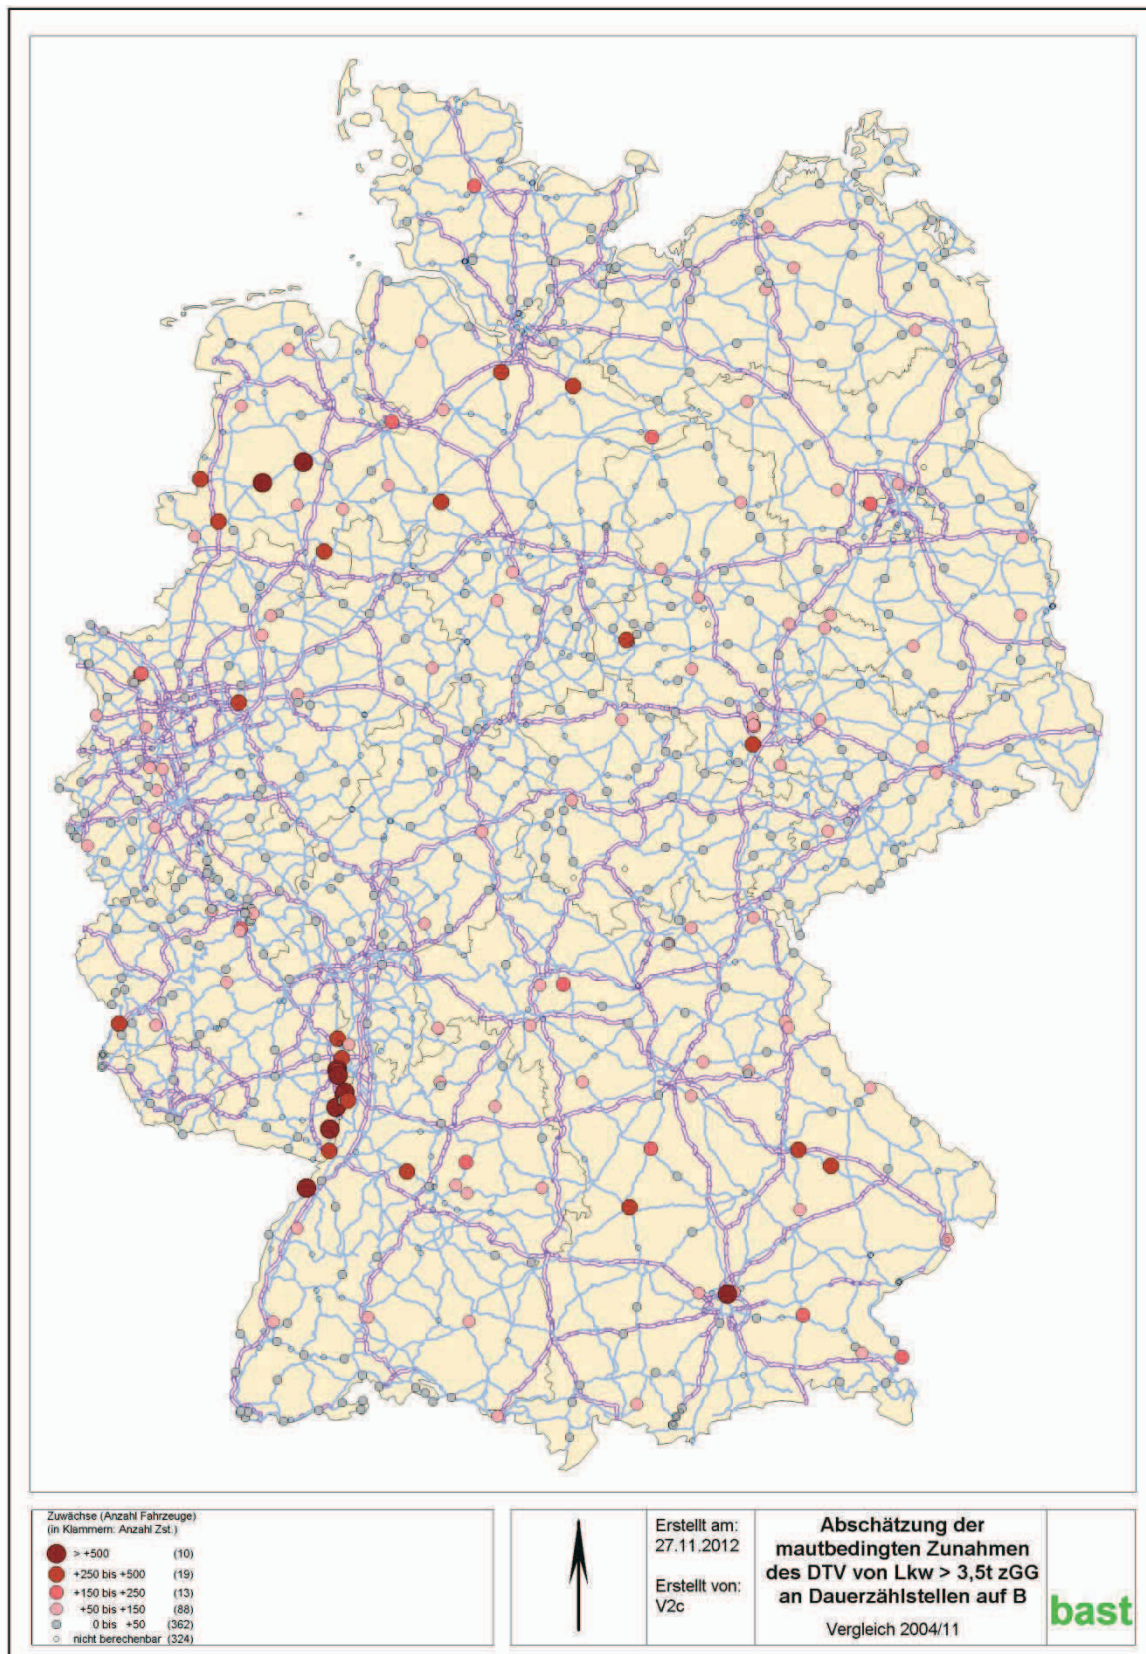 Zuwächse (Anzahl Fahrzeuge)
(in Klammern: Anzahl Zst.)
> +500 (10)
+250 bis +500 (19)
+150 bis +250 (13)
+50 bis +150 (88)
0 bis +50 (362)
nicht berechenbar (324)
Erstellt am:
27.11.2012
Erstellt von:
V2c
Abschätzung der
mautbedingten Zunahmen
des DTV von Lkw > 3,5t zGG
an Dauerzählstellen auf B
Vergleich 2004/11
bast